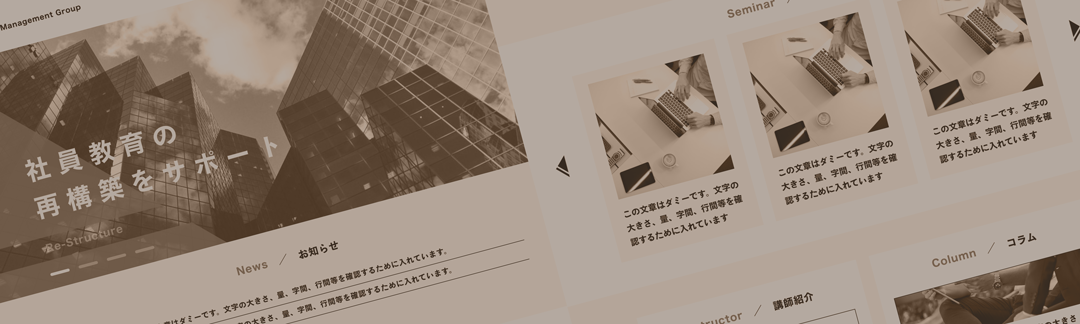 Management Group
社員教育の
再構築をサポート
Re-Structure
News ／ お知らせ
はダミーです。文字の大きさ、量、字間、行間等を確認するために入れています。
はダミーです。文字の大きさ、量、字間、行間等を確認するために入れています。
Seminar
この文章はダミーです。文字の
大きさ、量、字間、行間等を確
認するために入れています
この文章はダミーです。文字の
大きさ、量、字間、行間等を確
認するために入れています
この文章はダミーです。文字の
大きさ、量、字間、行間等を確
認するために入れています
ructor ／ 講師紹介
Column ／ コラム